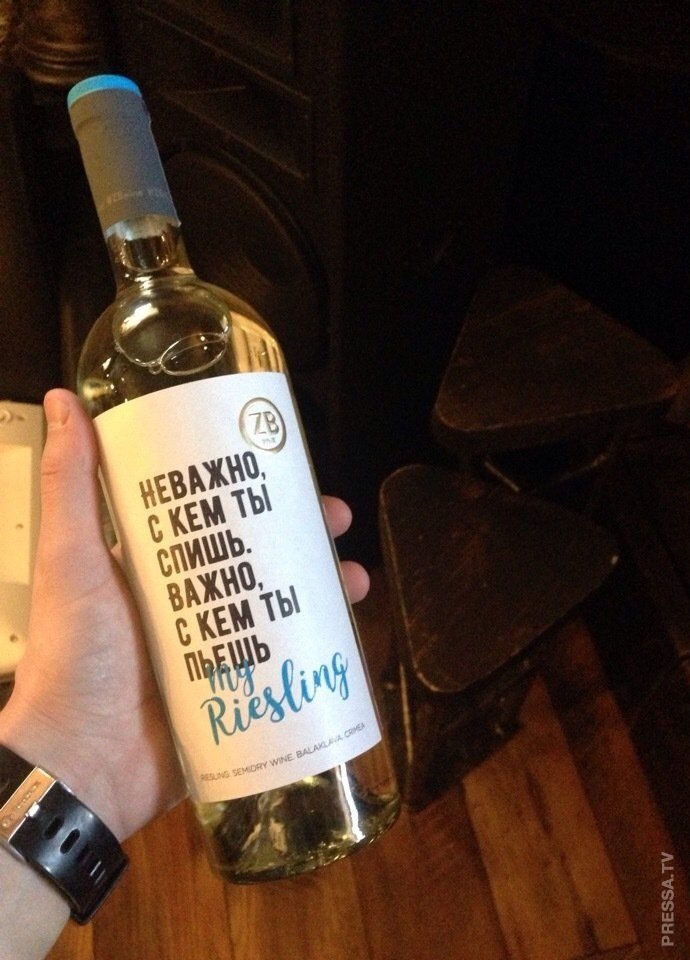 ZB
НЕВАЖНО,
С КЕМ ТЫ
СПИШЬ.
ВАЖНО,
С КЕМ ТЫ
ПЬЕШЬ
my
Riesling
RIESLING. SEMIDRY WINE. BALAKLAVA. CRIMEA
PRESSA.TV